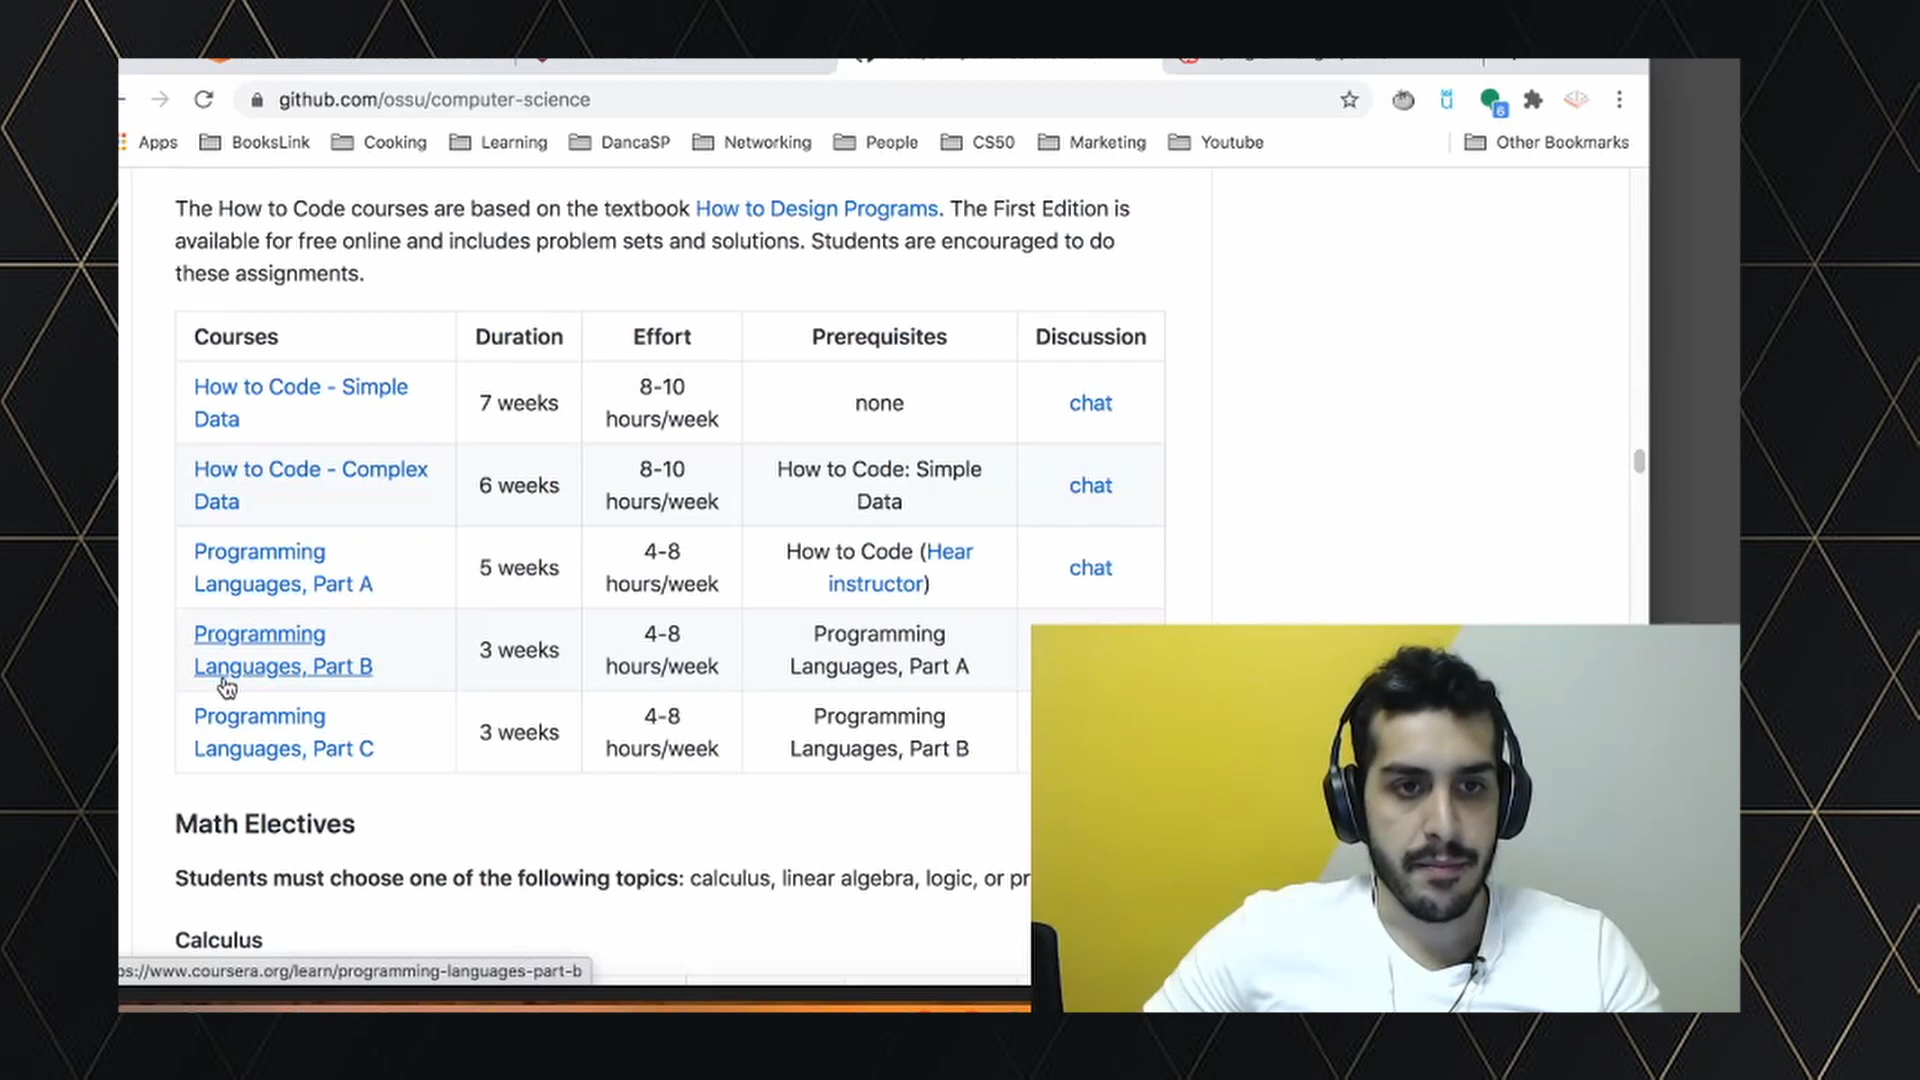 github.com/ossu/computer-science
6
Apps BooksLink Cooking Learning DancaSP Networking People CS50 Marketing Youtube Other Bookmarks
The How to Code courses are based on the textbook How to Design Programs. The First Edition is
available for free online and includes problem sets and solutions. Students are encouraged to do
these assignments.
Courses Duration Effort Prerequisites Discussion
How to Code - Simple
Data
7 weeks
8-10
hours/week
none
chat
How to Code - Complex
Data
6 weeks
8-10
hours/week
How to Code: Simple
Data
chat
Programming
Languages, Part A
5 weeks
4-8
hours/week
How to Code (Hear
instructor)
chat
Programming
Languages, Part B
3 weeks
4-8
hours/week
Programming
Languages, Part A
Programming
Languages, Part C
3 weeks
4-8
hours/week
Programming
Languages, Part B
Math Electives
Students must choose one of the following topics: calculus, linear algebra, logic, or pr
Calculus
ps://www.coursera.org/learn/programming-languages-part-b